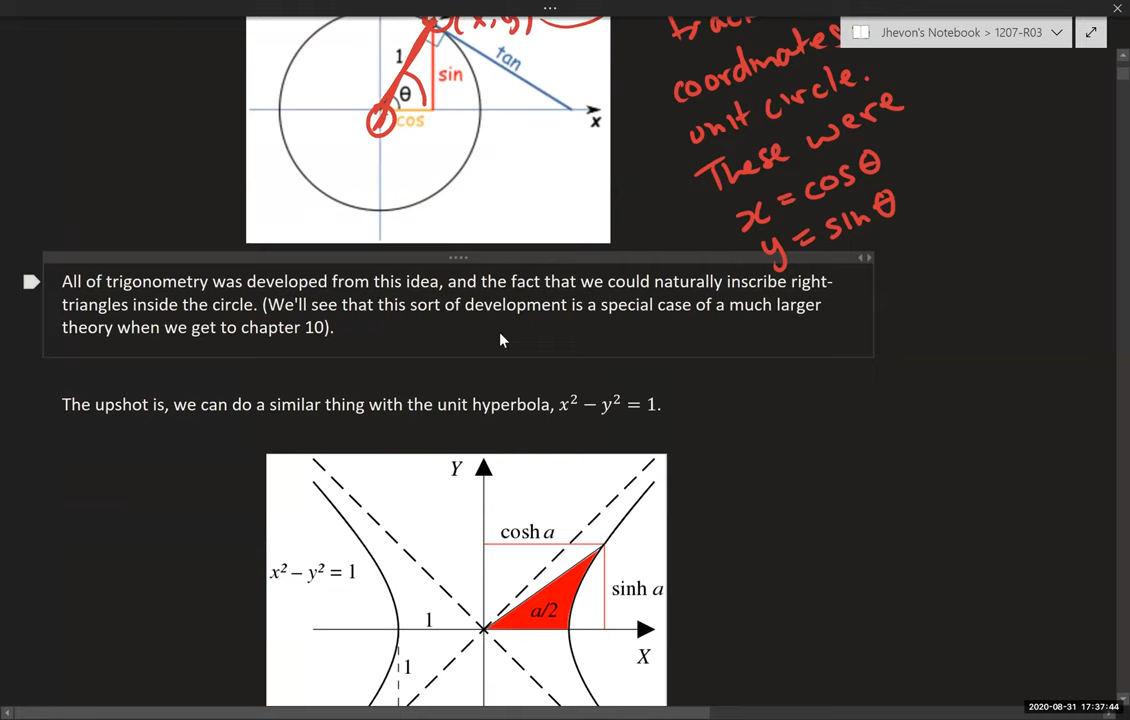 Jhevon's Notebook > 1207-R03
(x,y)
track
coordinates
unit circle.
These were
x = cosθ
y = sinθ
1
tan
sin
θ
cos
x
All of trigonometry was developed from this idea, and the fact that we could naturally inscribe right-
triangles inside the circle. (We'll see that this sort of development is a special case of a much larger
theory when we get to chapter 10).
The upshot is, we can do a similar thing with the unit hyperbola, x² − y² = 1.
Y
cosh a
x² – y² = 1
sinh a
a/2
1
X
1
2020-08-31 17:37:44